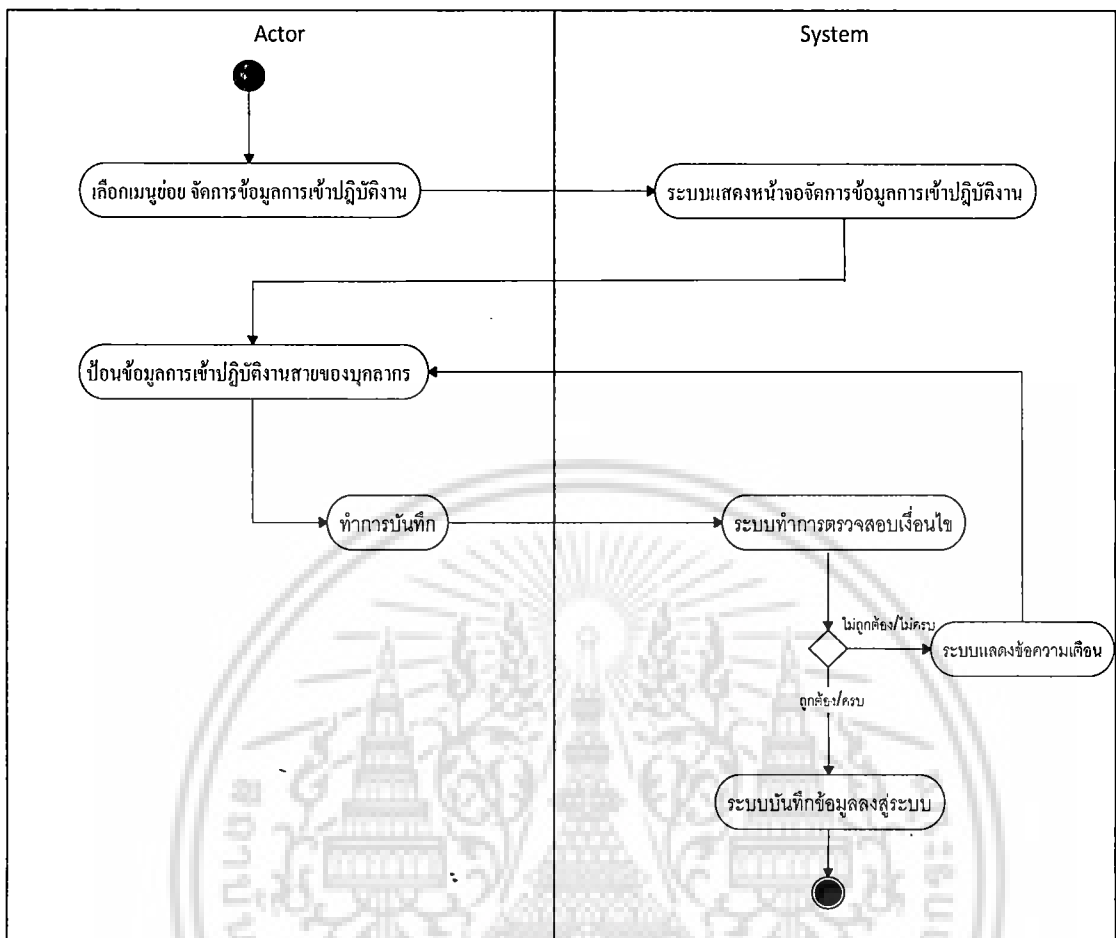 Actor
System
เลือกเมนูย่อย จัดการข้อมูลการเข้าปฏิบัติงาน
ระบบแสดงหน้าจอจัดการข้อมูลการเข้าปฏิบัติงาน
ป้อนข้อมูลการเข้าปฏิบัติงานสายของบุคลากร
ทำการบันทึก
ระบบทำการตรวจสอบเงื่อนไข
ไม่ถูกต้อง/ไม่ครบ
ระบบแสดงข้อความเตือน
ถูกต้อง/ครบ
ระบบบันทึกข้อมูลลงสู่ระบบ